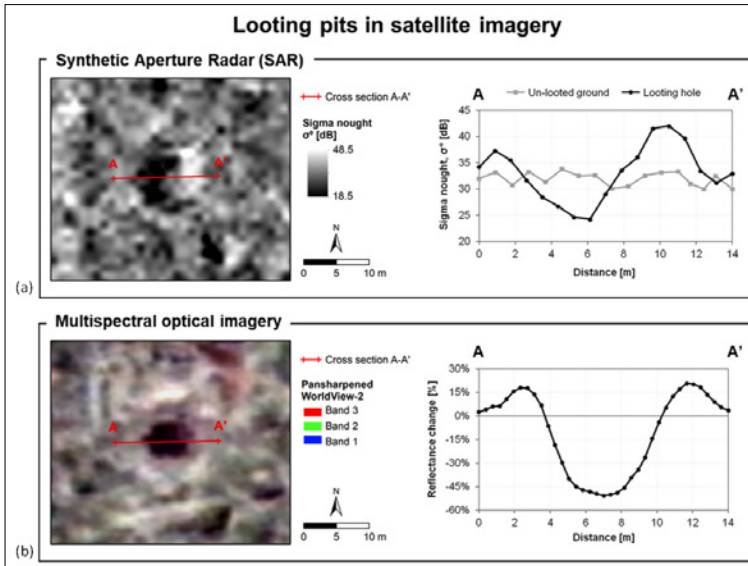 Looting pits in satellite imagery
Synthetic Aperture Radar (SAR)
A
A'
Cross section A-A'
Sigma nought
σ° [dB]
48.5
18.5
N
0 5 10 m
A
Un-looted ground
Looting hole
A'
Sigma nought, σ° [dB]
45
40
35
30
25
20
0 2 4 6 8 10 12 14
Distance [m]
(a)
Multispectral optical imagery
A
A'
Cross section A-A'
Pansharpened
WorldView-2
Band 3
Band 2
Band 1
N
0 5 10 m
A
A'
Reflectance change [%]
30%
15%
0%
-15%
-30%
-45%
-60%
0 2 4 6 8 10 12 14
Distance [m]
(b)